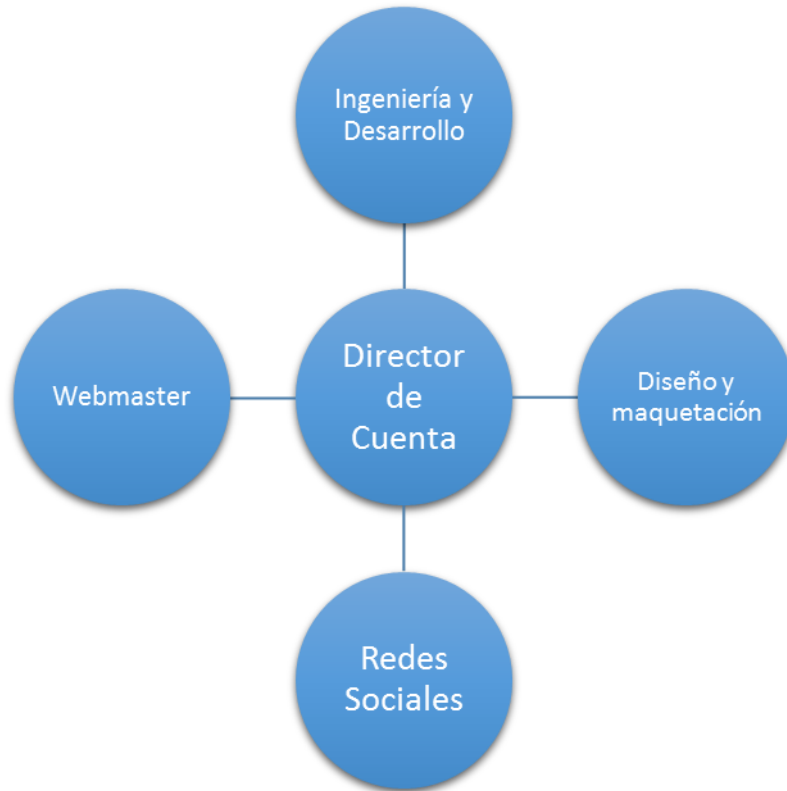 Ingeniería y
Desarrollo
Webmaster
Director
de
Cuenta
Diseño y
maquetación
Redes
Sociales